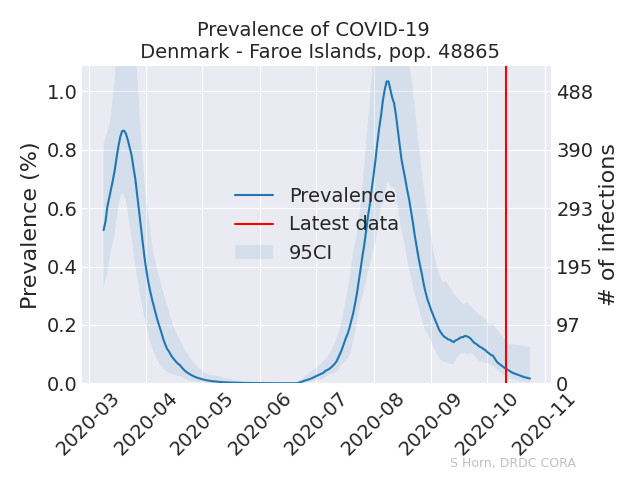 Prevalence of COVID-19
Denmark - Faroe Islands, pop. 48865
Prevalence (%)
1.0
0.8
0.6
0.4
0.2
0.0
Prevalence
Latest data
95CI
488
390
293
195
97
0
# of infections
2020-03
2020-04
2020-05
2020-06
2020-07
2020-08
2020-09
2020-10
2020-11
S Horn, DRDC CORA